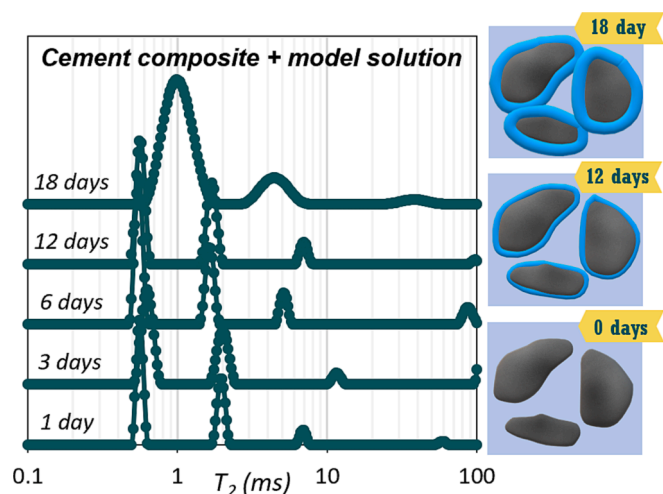 Cement composite + model solution
18 days
12 days
6 days
3 days
1 day
0.1
1
10
100
T₂ (ms)
18 day
12 days
0 days